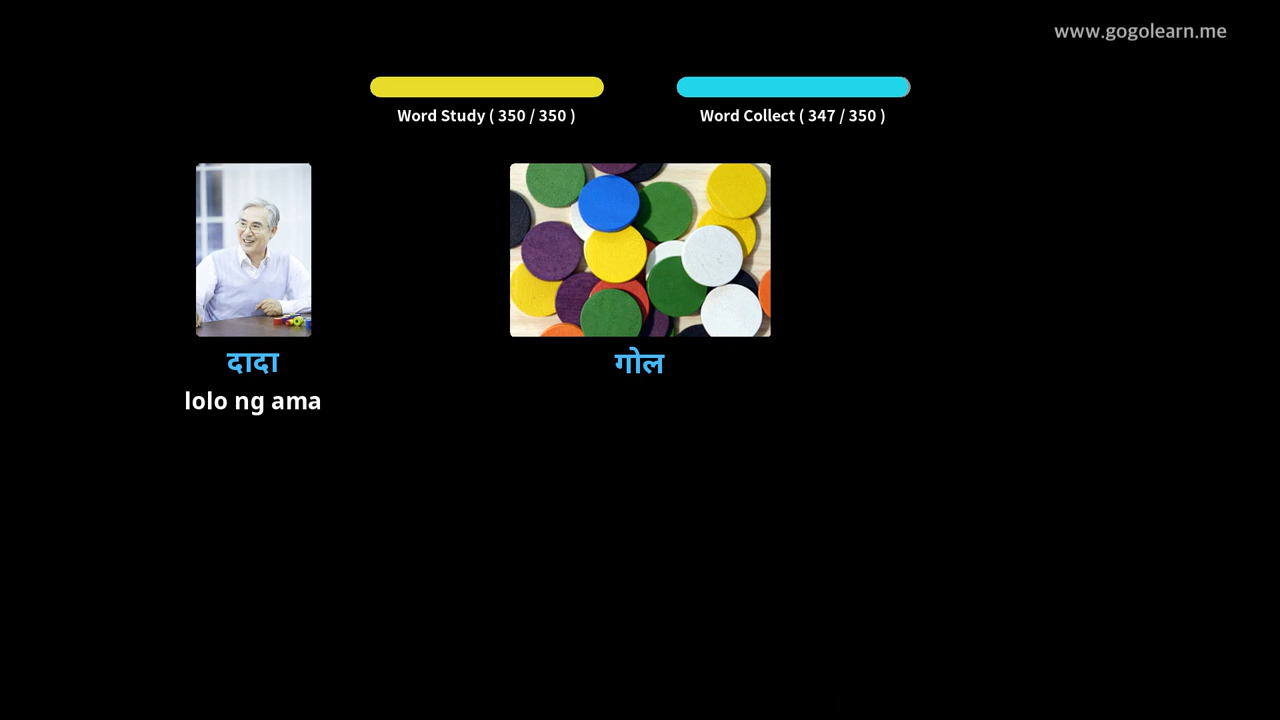 www.gogolearn.me
Word Study ( 350 / 350 )
Word Collect ( 347 / 350 )
दादा
lolo ng ama
गोल